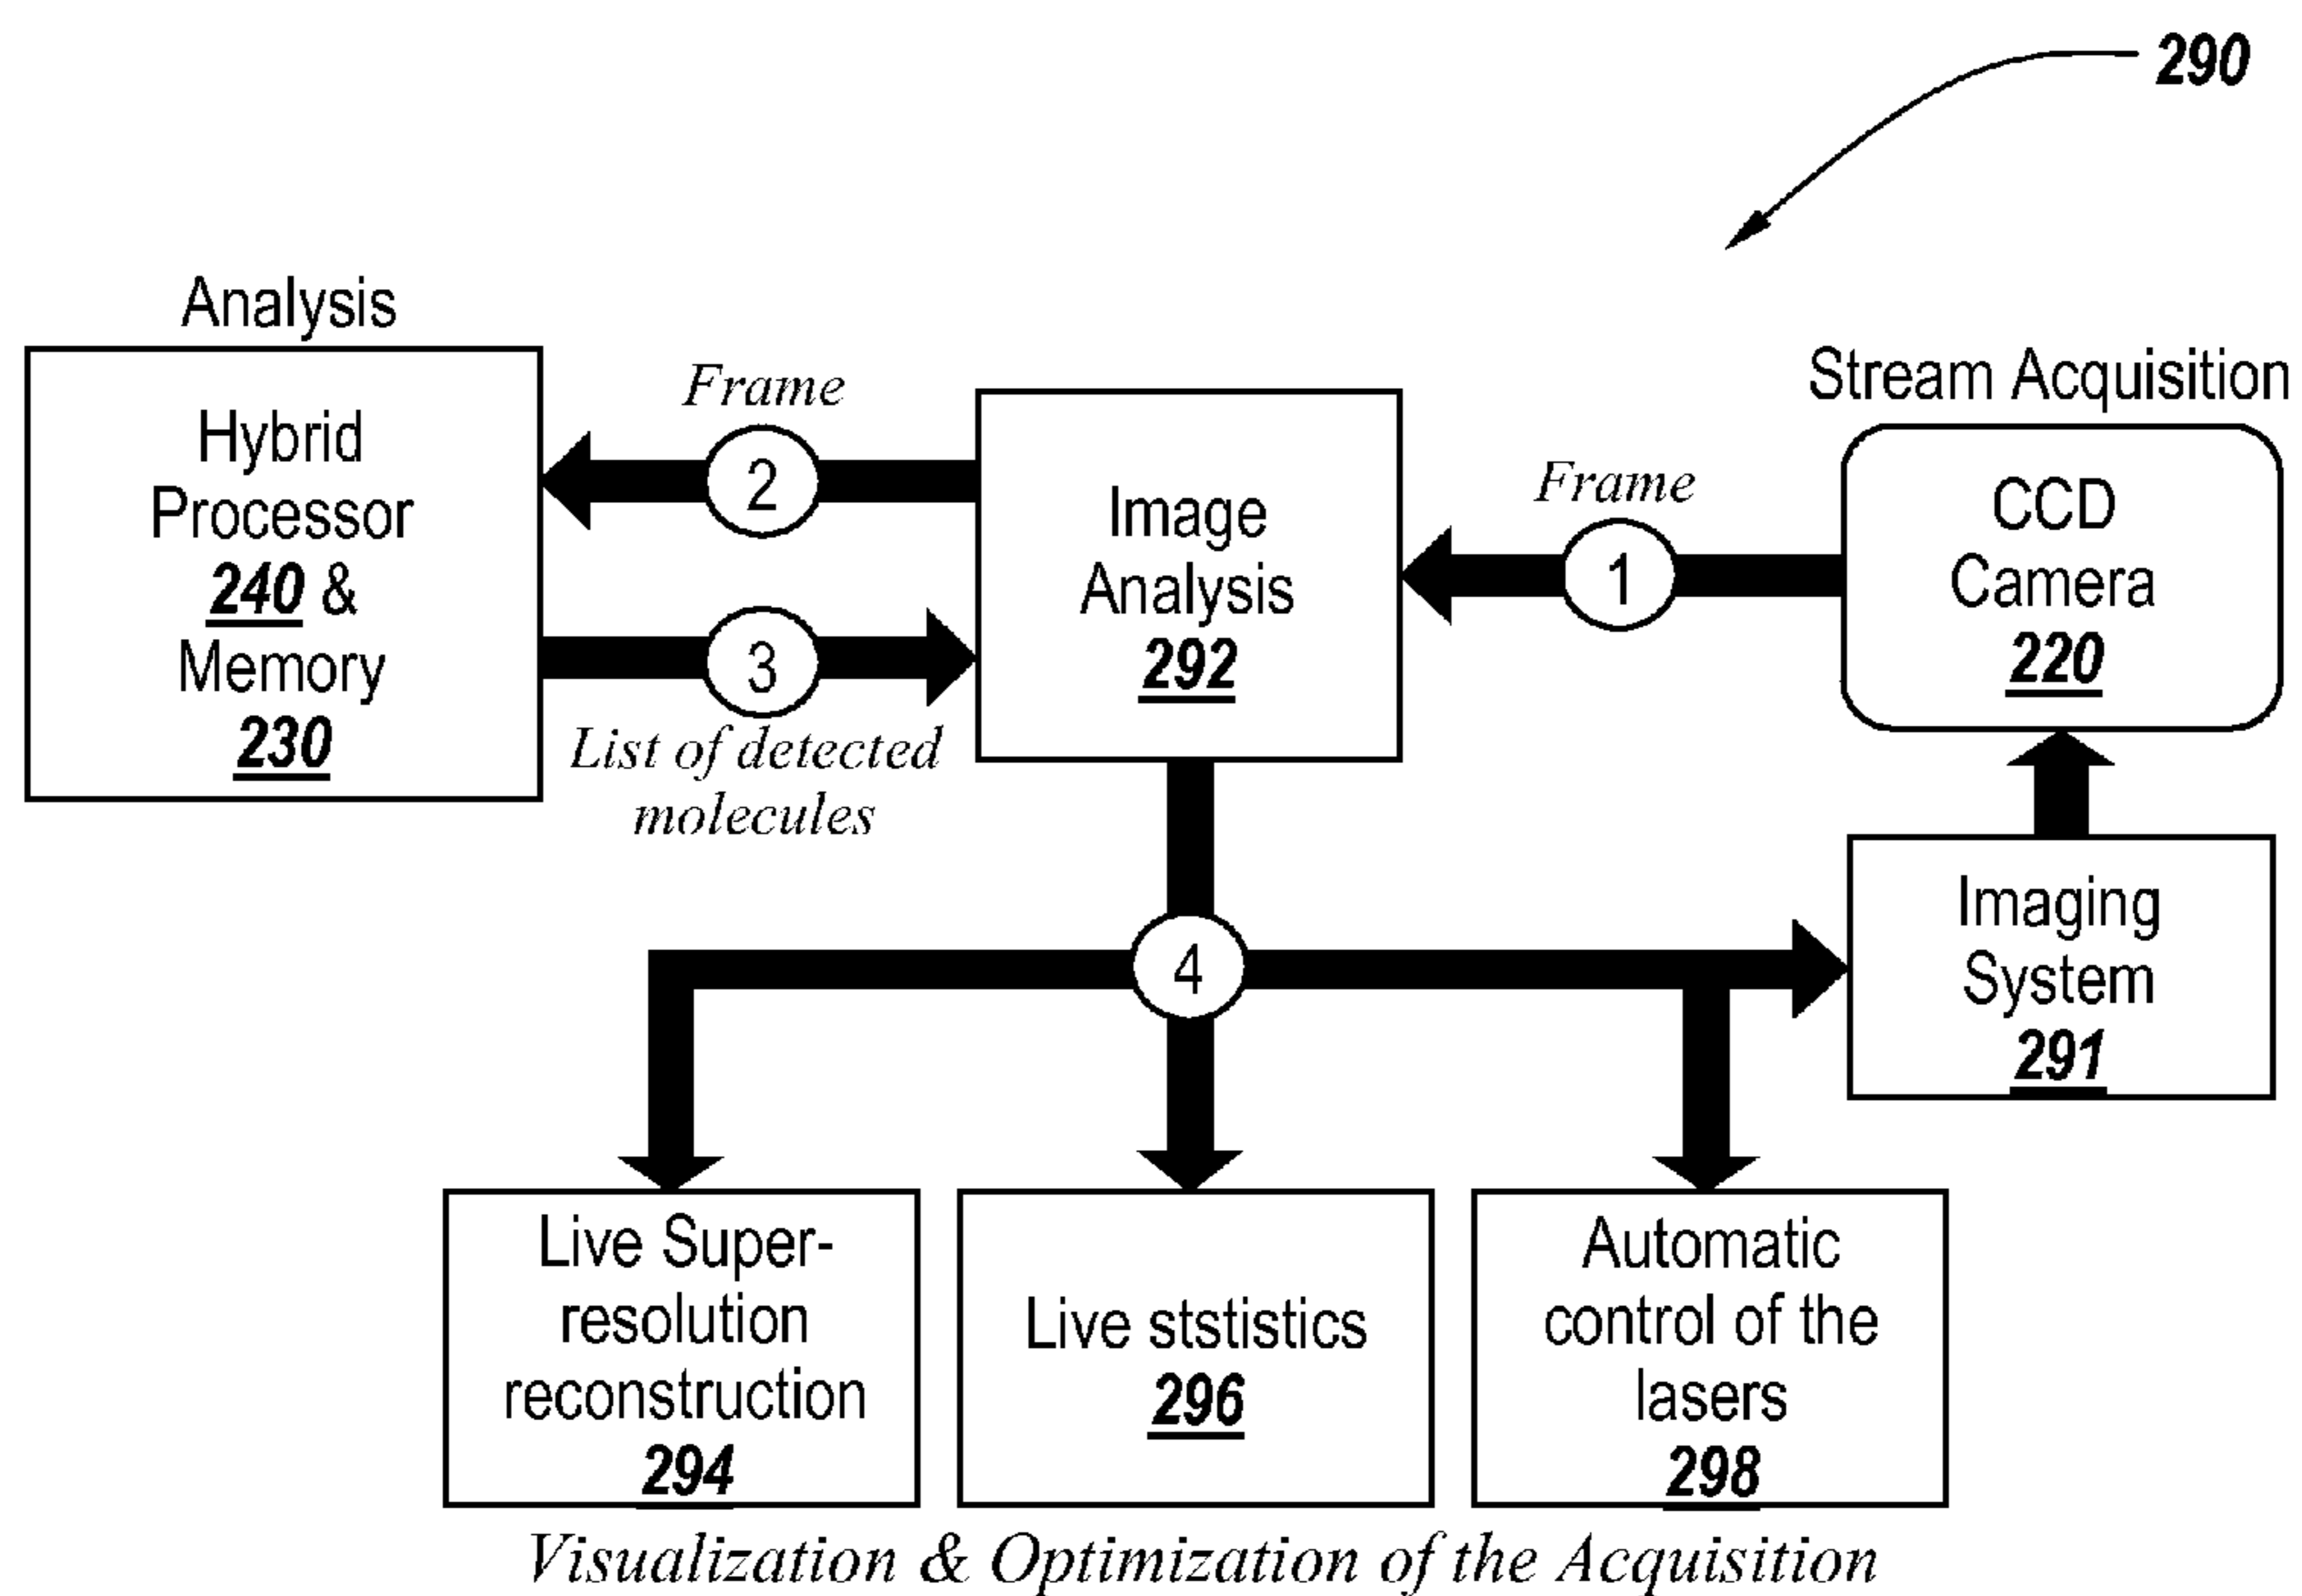 290
Analysis
Hybrid
Processor
240 &
Memory
230
Frame
2
3
List of detected
molecules
Image
Analysis
292
Frame
1
Stream Acquisition
CCD
Camera
220
Imaging
System
291
4
Live Super-
resolution
reconstruction
294
Live ststistics
296
Automatic
control of the
lasers
298
Visualization & Optimization of the Acquisition